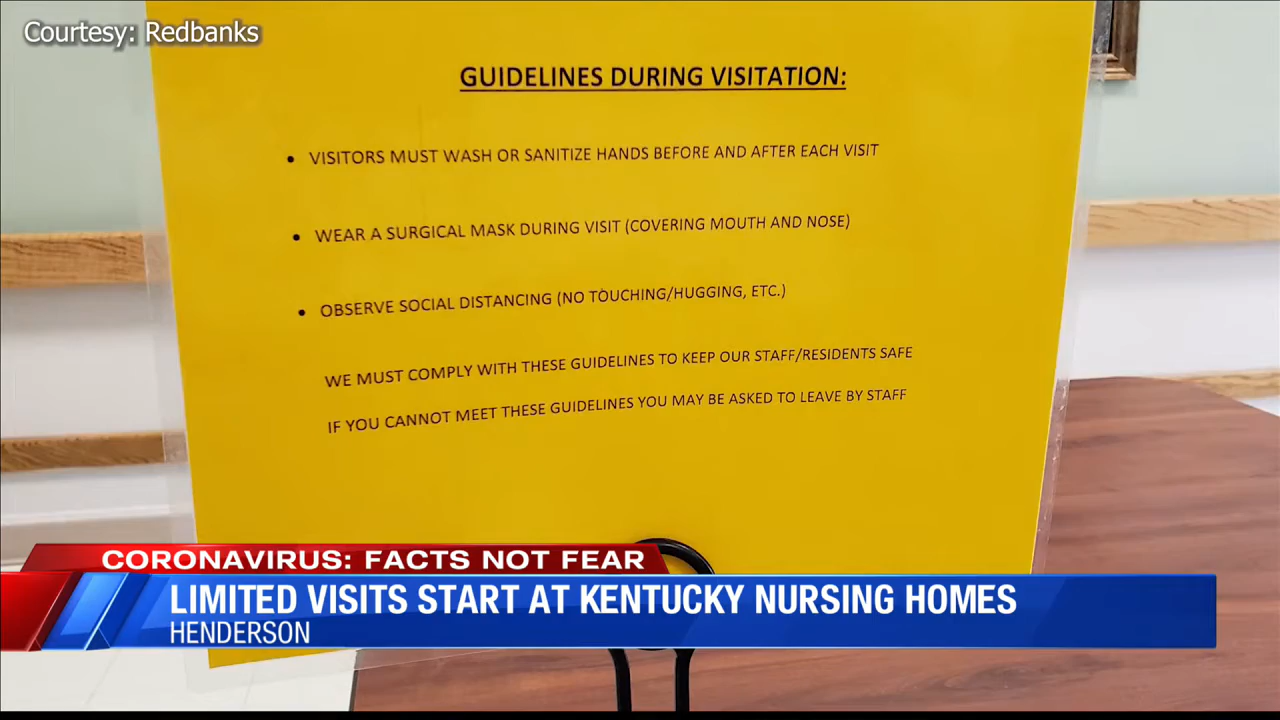 Courtesy: Redbanks
GUIDELINES DURING VISITATION:
• VISITORS MUST WASH OR SANITIZE HANDS BEFORE AND AFTER EACH VISIT
• WEAR A SURGICAL MASK DURING VISIT (COVERING MOUTH AND NOSE)
• OBSERVE SOCIAL DISTANCING (NO TOUCHING/HUGGING, ETC.)
WE MUST COMPLY WITH THESE GUIDELINES TO KEEP OUR STAFF/RESIDENTS SAFE
IF YOU CANNOT MEET THESE GUIDELINES YOU MAY BE ASKED TO LEAVE BY STAFF
CORONAVIRUS: FACTS NOT FEAR
LIMITED VISITS START AT KENTUCKY NURSING HOMES
HENDERSON